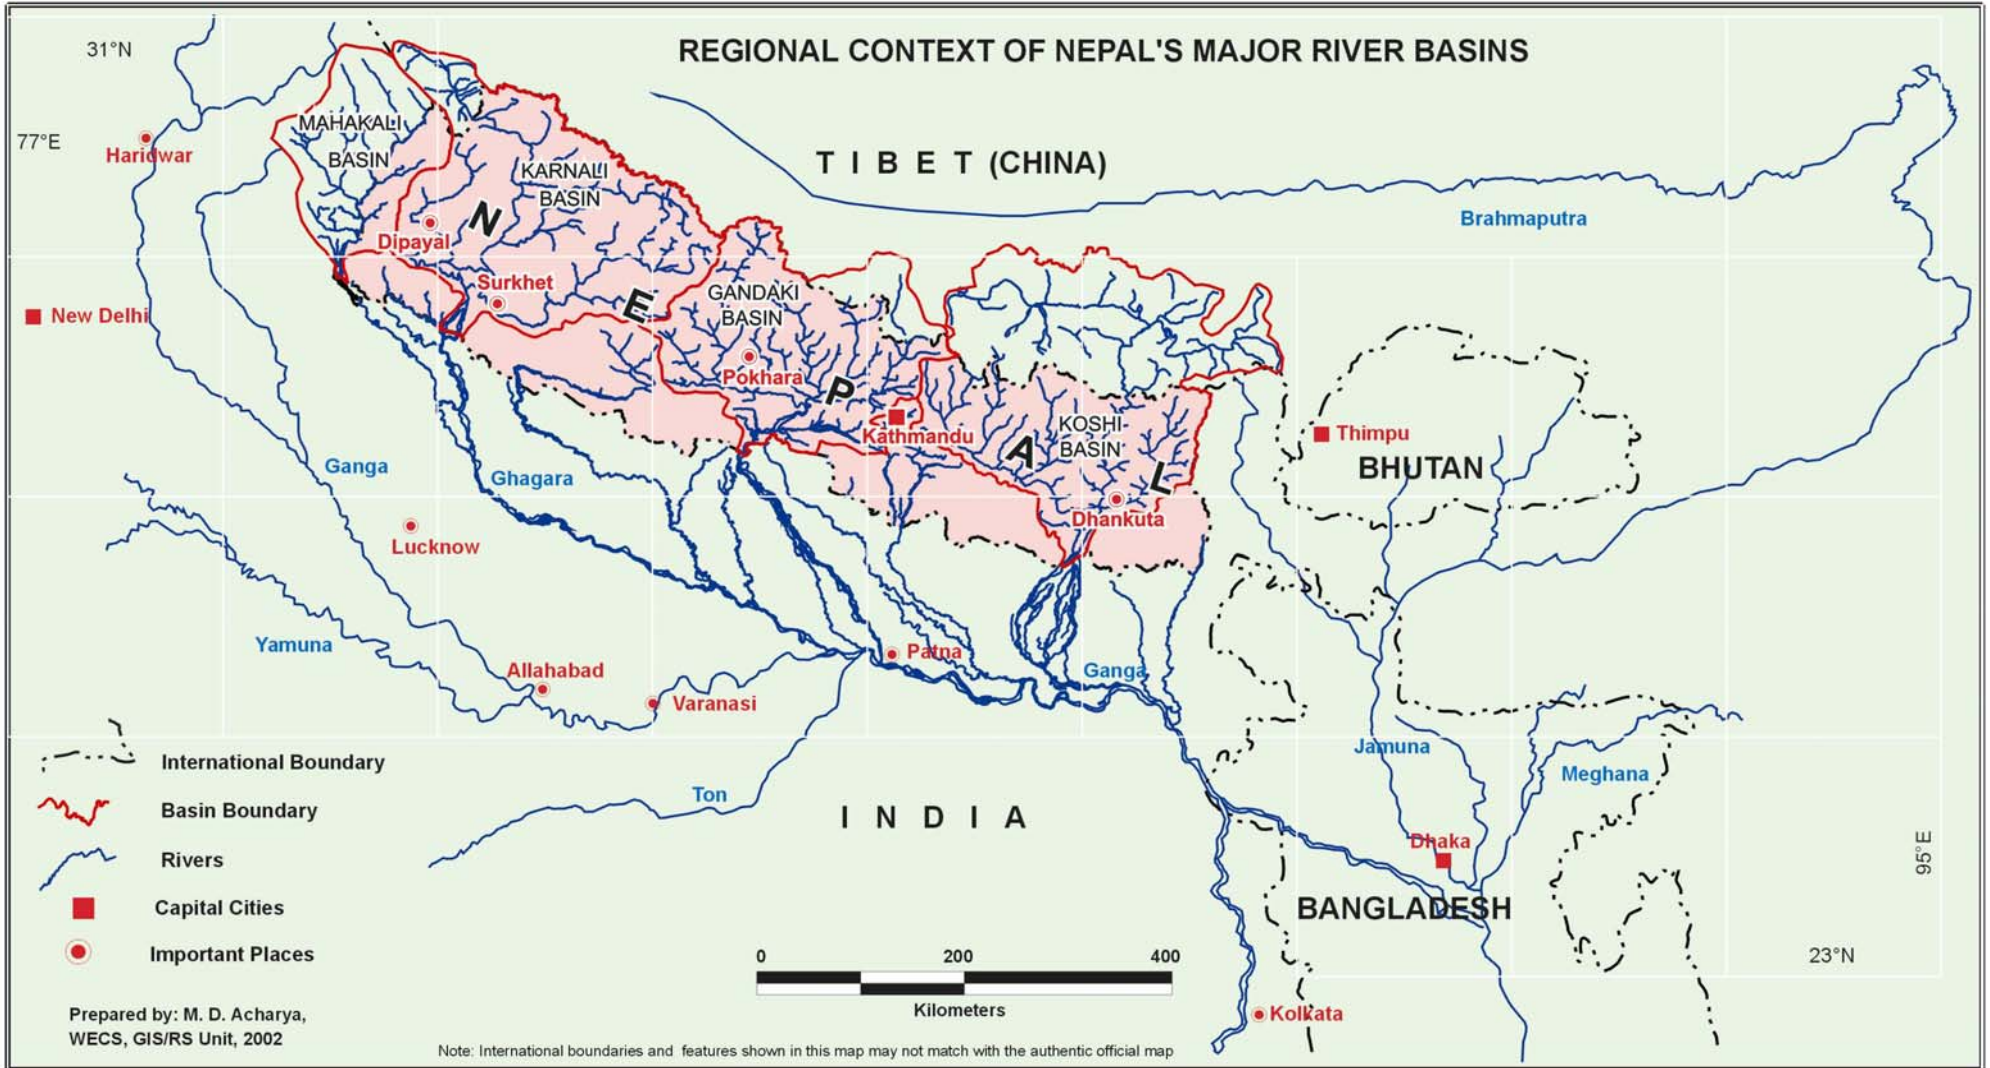 REGIONAL CONTEXT OF NEPAL'S MAJOR RIVER BASINS
31°N
77°E
Haridwar
MAHAKALI
BASIN
KARNALI
BASIN
T I B E T (CHINA)
Brahmaputra
N
E
P
A
L
Dipayal
Surkhet
GANDAKI
BASIN
New Delhi
Pokhara
Kathmandu
KOSHI
BASIN
Dhankuta
Thimpu
BHUTAN
Ganga
Ghagara
Lucknow
Yamuna
Allahabad
Varanasi
Patna
Ganga
Jamuna
Meghana
Ton
I N D I A
Dhaka
BANGLADESH
95°E
23°N
Kolkata
International Boundary
Basin Boundary
Rivers
Capital Cities
Important Places
0 200 400
Kilometers
Prepared by: M. D. Acharya,
WECS, GIS/RS Unit, 2002
Note: International boundaries and features shown in this map may not match with the authentic official map